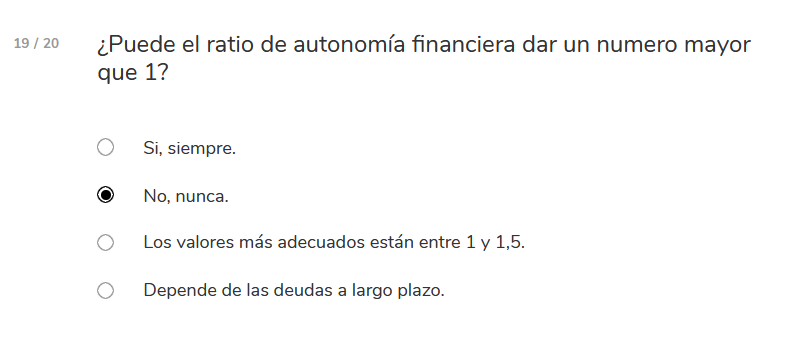 19 / 20
¿Puede el ratio de autonomía financiera dar un numero mayor
que 1?
Si, siempre.
No, nunca.
Los valores más adecuados están entre 1 y 1,5.
Depende de las deudas a largo plazo.